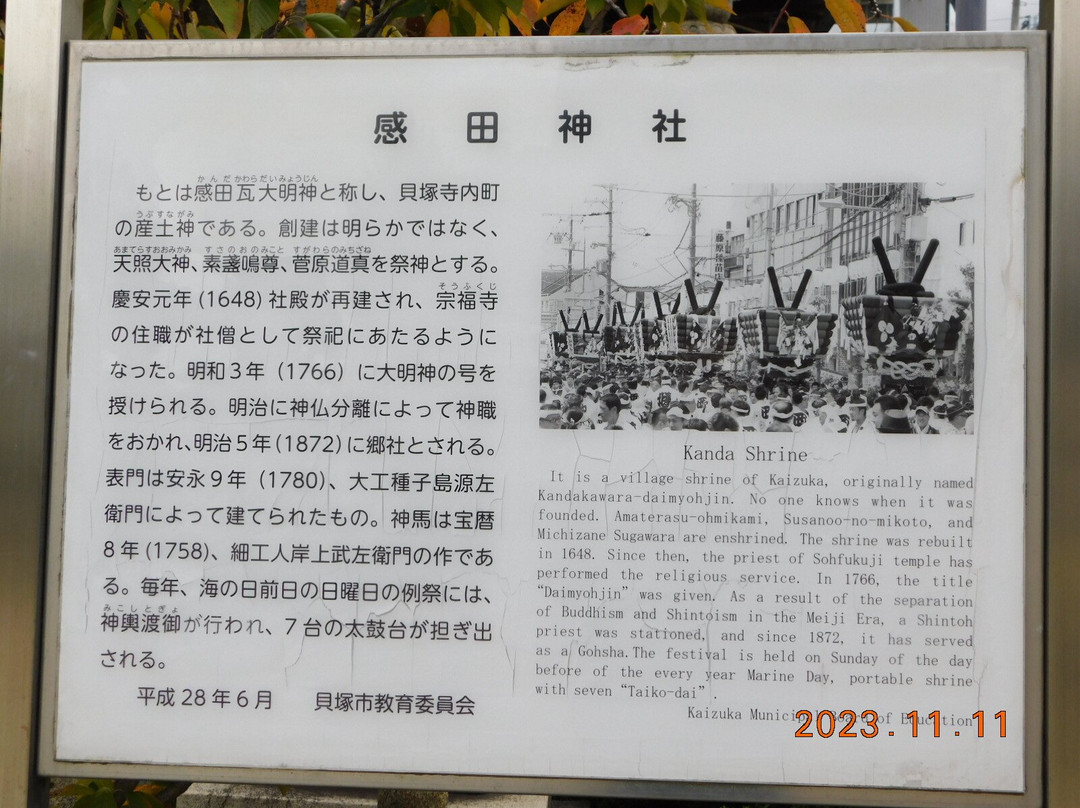 感田神社
もとは感田瓦大明神と称し、貝塚寺内町
の産土神である。創建は明らかではなく、
天照大神、素盞嗚尊、菅原道真を祭神とする。
慶安元年(1648)社殿が再建され、宗福寺
の住職が社僧として祭祀にあたるように
なった。明和3年(1766)に大明神の号を
授けられる。明治に神仏分離によって神職
をおかれ、明治5年(1872)に郷社とされる。
表門は安永9年(1780)、大工種子島源左
衛門によって建てられたもの。神馬は宝暦
8年(1758)、細工人岸上武左衛門の作であ
る。毎年、海の日前日の日曜日の例祭には、
神輿渡御が行われ、7台の太鼓台が担ぎ出
される。
平成28年6月 貝塚市教育委員会
Kanda Shrine
It is a village shrine of Kaizuka, originally named
Kandakawara-daimyohjin. No one knows when it was
founded. Amaterasu-ohmikami, Susanoo-no-mikoto, and
Michizane Sugawara are enshrined. The shrine was rebuilt
in 1648. Since then, the priest of Sohfukuji temple has
performed the religious service. In 1766, the title
“Daimyohjin” was given. As a result of the separation
of Buddhism and Shintoism in the Meiji Era, a Shintoh
priest was stationed, and since 1872, it has served
as a Gohsha.The festival is held on Sunday of the day
before of the every year Marine Day, portable shrine
with seven “Taiko-dai”.
Kaizuka Municipal Board of Education
2023.11.11